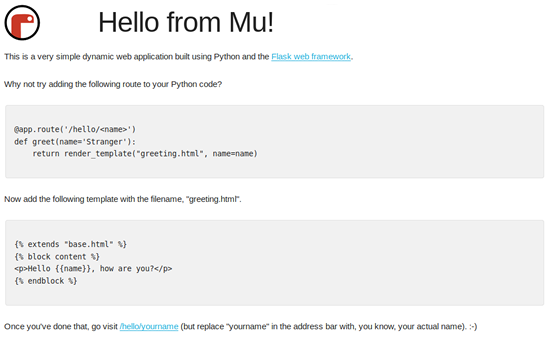 Hello from Mu!
This is a very simple dynamic web application built using Python and the Flask web framework.
Why not try adding the following route to your Python code?
@app.route('/hello/<name>')
def greet(name='Stranger'):
    return render_template("greeting.html", name=name)
Now add the following template with the filename, "greeting.html".
{% extends "base.html" %}
{% block content %}
<p>Hello {{name}}, how are you?</p>
{% endblock %}
Once you've done that, go visit /hello/yourname (but replace "yourname" in the address bar with, you know, your actual name). :-)